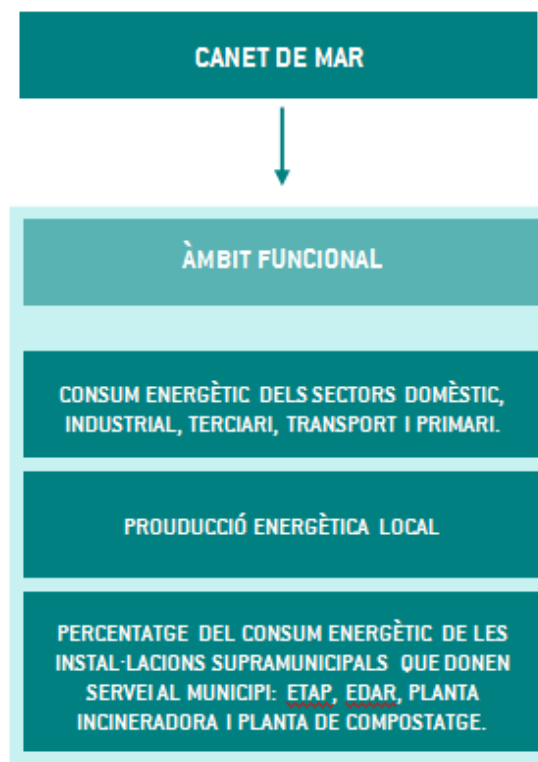 CANET DE MAR
ÀMBIT FUNCIONAL
CONSUM ENERGÈTIC DELS SECTORS DOMÈSTIC,
INDUSTRIAL, TERCIARI, TRANSPORT I PRIMARI.
PROUDUCCIÓ ENERGÈTICA LOCAL
PERCENTATGE DEL CONSUM ENERGÈTIC DE LES
INSTAL·LACIONS SUPRAMUNICIPALS QUE DONEN
SERVEI AL MUNICIPI: ETAP, EDAR, PLANTA
INCINERADORA I PLANTA DE COMPOSTATGE.